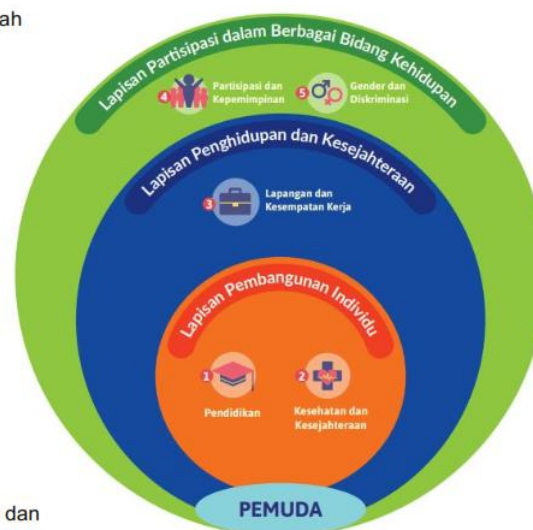 ah
Lapisan Partisipasi dalam Berbagai Bidang Kehidupan
4
Partisipasi dan
Kepemimpinan
5
Gender dan
Diskriminasi
Lapisan Penghidupan dan Kesejahteraan
3
Lapangan dan
Kesempatan Kerja
Lapisan Pembangunan Individu
1
Pendidikan
2
Kesehatan dan
Kesejahteraan
PEMUDA
dan